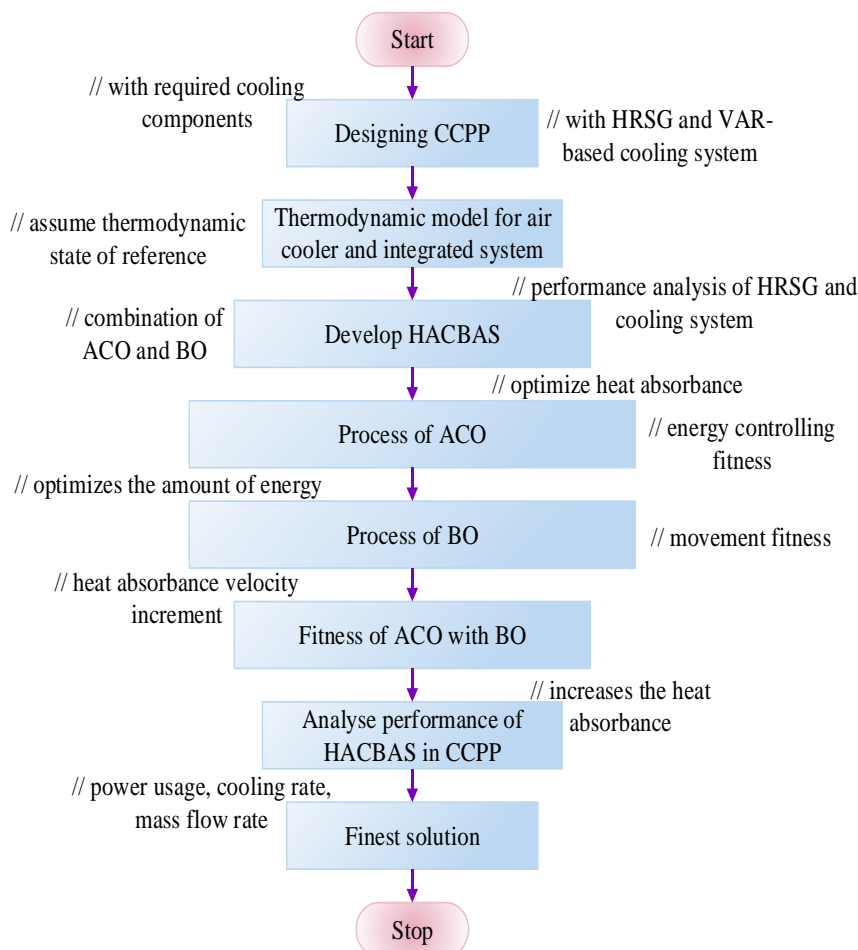 Start
// with required cooling
components
Designing CCPP
// with HRSG and VAR-
based cooling system
// assume thermodynamic
state of reference
Thermodynamic model for air
cooler and integrated system
// performance analysis of HRSG and
cooling system
// combination of
ACO and BO
Develop HACBAS
// optimize heat absorbance
Process of ACO
// energy controlling
fitness
// optimizes the amount of energy
Process of BO
// movement fitness
// heat absorbance velocity
increment
Fitness of ACO with BO
// increases the heat
absorbance
Analyse performance of
HACBAS in CCPP
// power usage, cooling rate,
mass flow rate
Finest solution
Stop